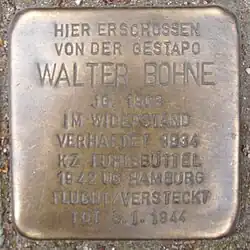 HIER ERSCHOSSEN
VON DER GESTAPO
WALTER BOHNE
JG. 1903
IM WIDERSTAND
VERHAFTET 1934
KZ FUHLSBÜTTEL
1942 KG HAMBURG
FLUCHT VERSTECKT
TOT 5.1.1944